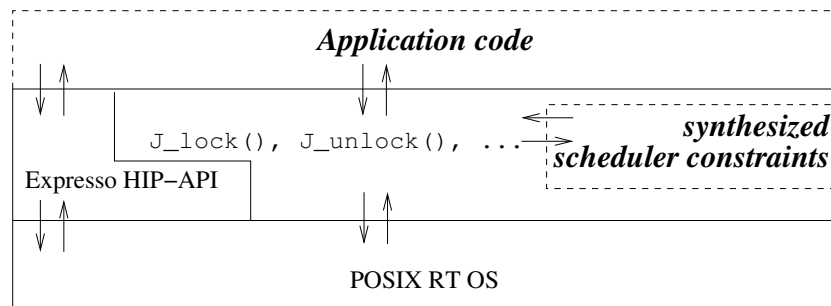 Application code
J_lock(), J_unlock(), ...
synthesized
scheduler constraints
Expresso HIP−API
POSIX RT OS